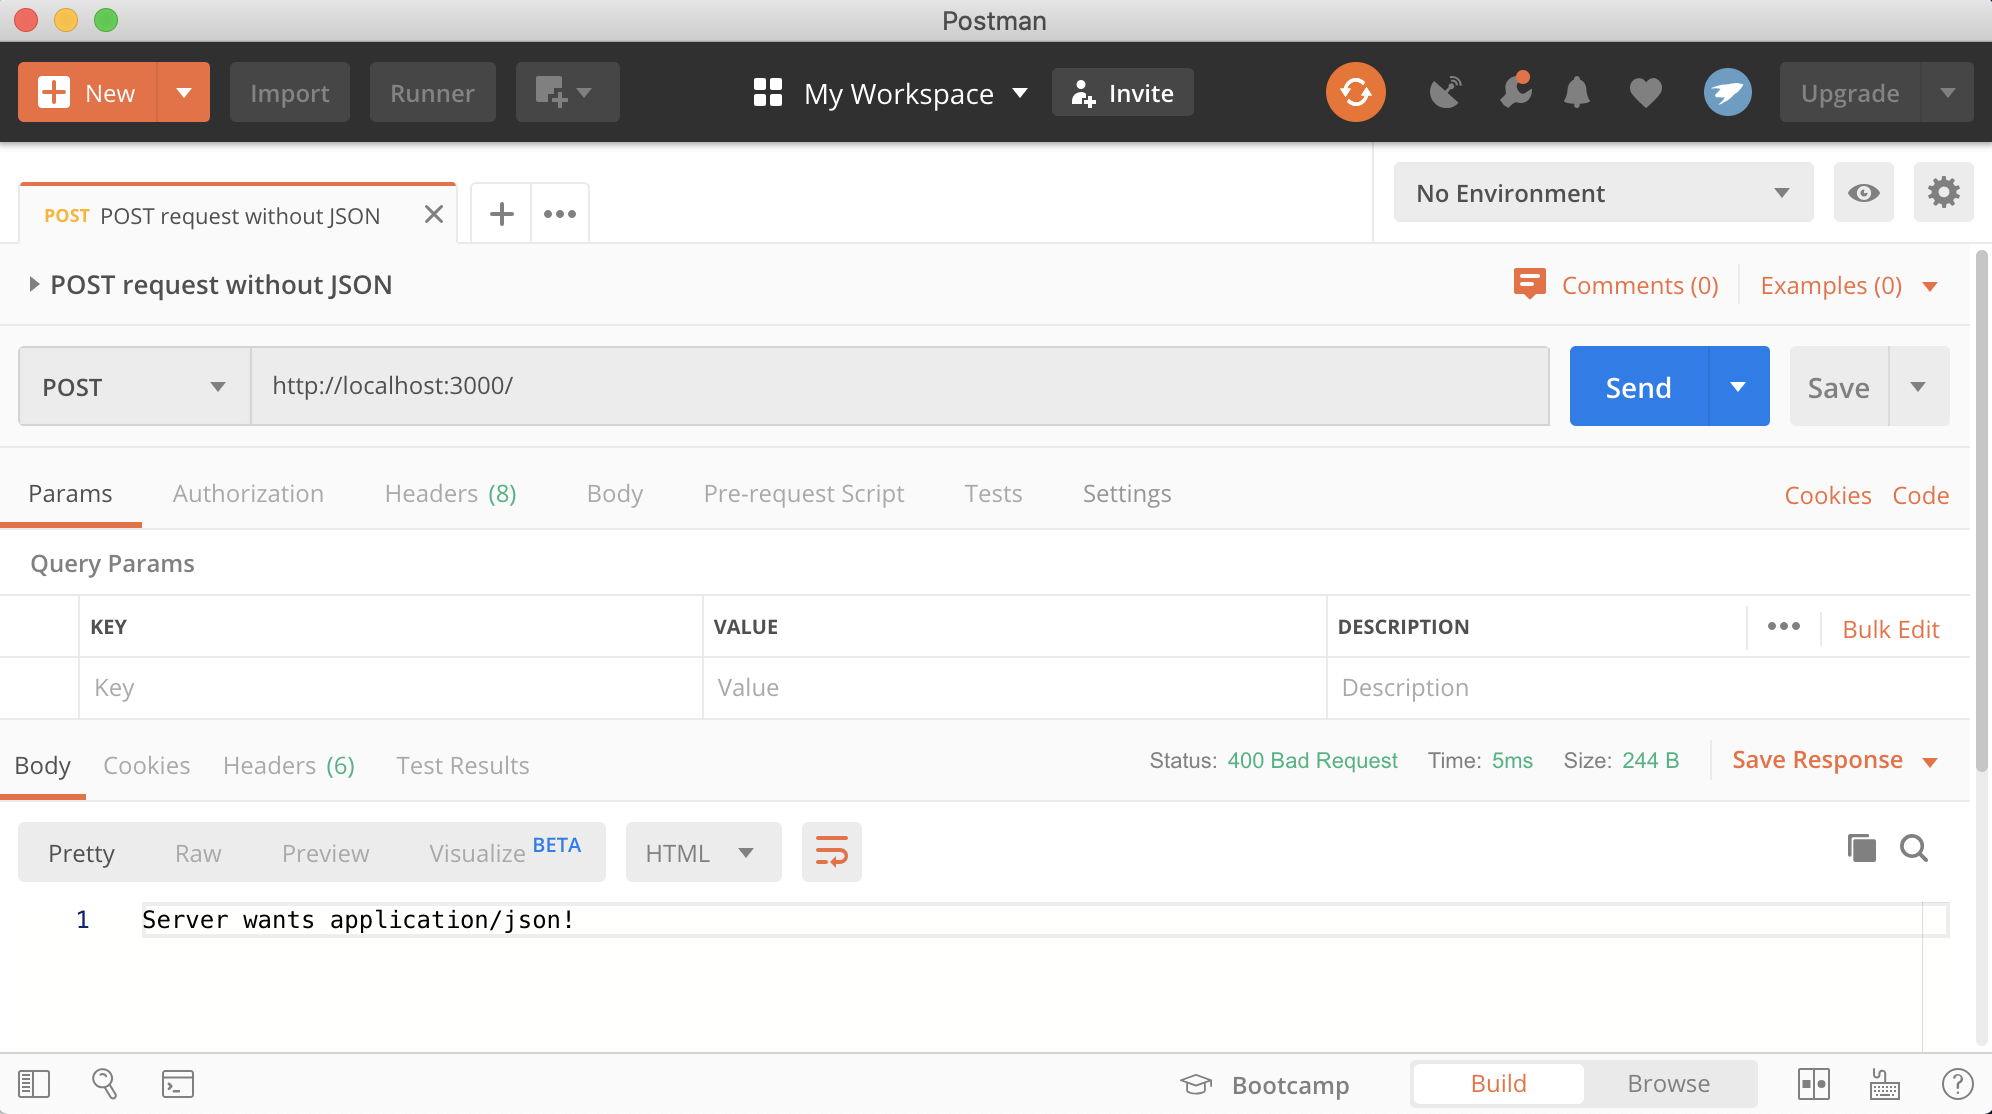 Postman
New Import Runner My Workspace Invite Upgrade
POST POST request without JSON No Environment
POST request without JSON Comments (0) Examples (0)
POST http://localhost:3000/ Send Save
Params Authorization Headers (8) Body Pre-request Script Tests Settings Cookies Code
Query Params
KEY VALUE DESCRIPTION Bulk Edit
Key Value Description
Body Cookies Headers (6) Test Results Status: 400 Bad Request Time: 5ms Size: 244 B Save Response
Pretty Raw Preview Visualize BETA HTML
1 Server wants application/json!
Bootcamp Build Browse